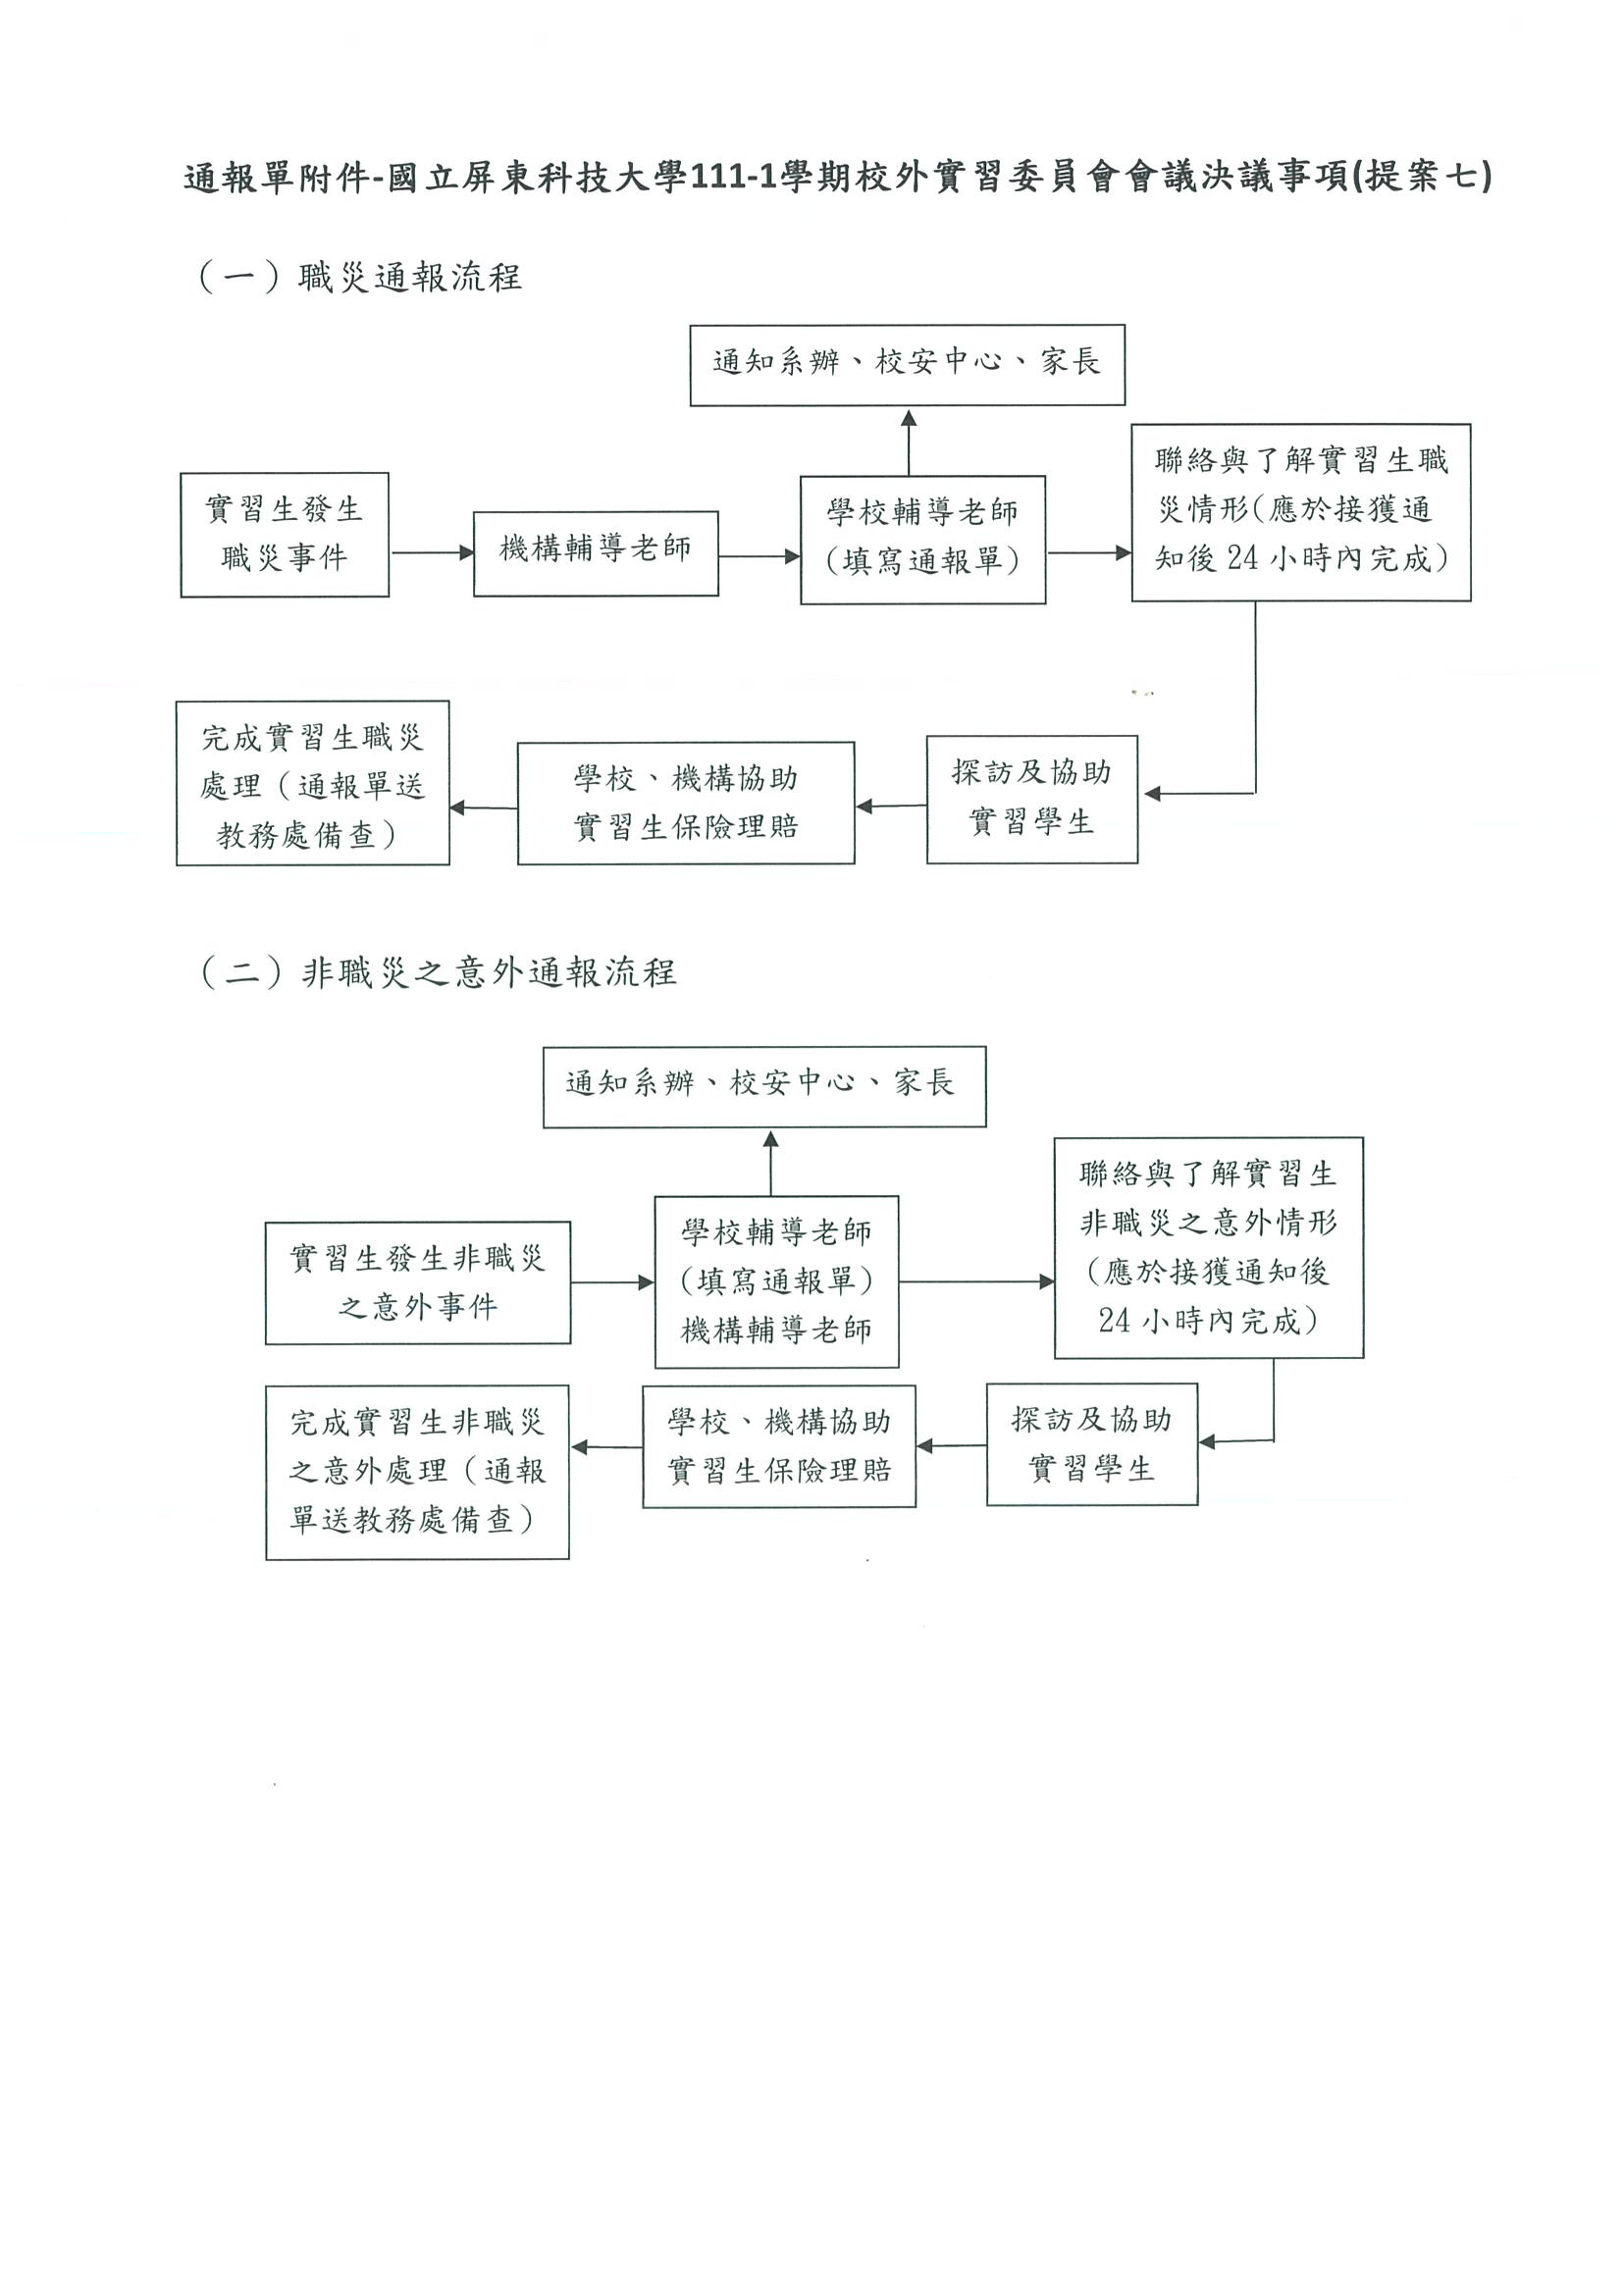 通報單附件-國立屏東科技大學111-1學期校外實習委員會會議決議事項(提案七)
（一）職災通報流程
通知系辦、校安中心、家長
實習生發生
職災事件
機構輔導老師
學校輔導老師
（填寫通報單）
聯絡與了解實習生職
災情形（應於接獲通
知後 24 小時內完成）
探訪及協助
實習學生
學校、機構協助
實習生保險理賠
完成實習生職災
處理（通報單送
教務處備查）
（二）非職災之意外通報流程
通知系辦、校安中心、家長
實習生發生非職災
之意外事件
學校輔導老師
（填寫通報單）
機構輔導老師
聯絡與了解實習生
非職災之意外情形
（應於接獲通知後
24 小時內完成）
探訪及協助
實習學生
學校、機構協助
實習生保險理賠
完成實習生非職災
之意外處理（通報
單送教務處備查）